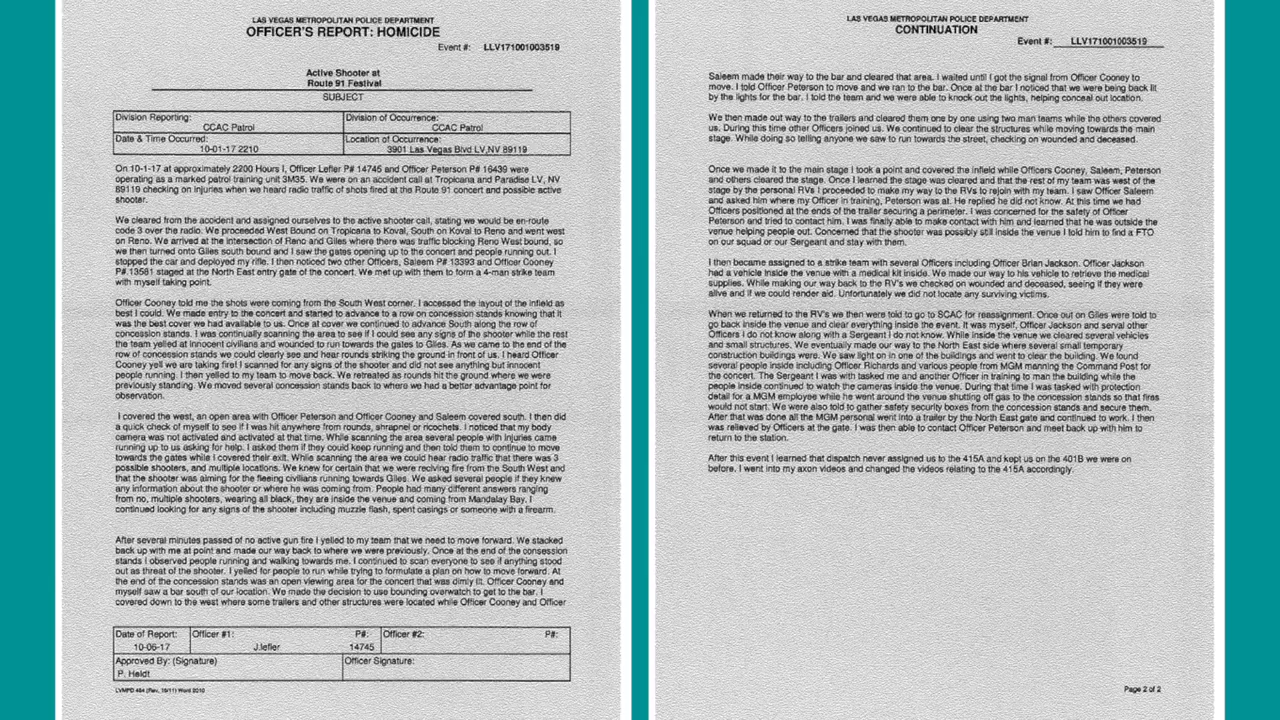 LAS VEGAS METROPOLITAN POLICE DEPARTMENT
OFFICER'S REPORT: HOMICIDE
Event #: LLV171001003519
Active Shooter at
Route 91 Festival
SUBJECT
Division Reporting:
CCAC Patrol
Division of Occurrence:
CCAC Patrol
Date & Time Occurred:
10-01-17 2210
Location of Occurrence:
3901 Las Vegas Blvd LV,NV 89119
On 10-1-17 at approximately 2200 Hours I, Officer Lefler P# 14745 and Officer Peterson P# 16439 were
operating as a marked patrol training unit 3M35. We were on an accident call at Tropicana and Paradise LV, NV
89119 checking on injuries when we heard radio traffic of shots fired at the Route 91 concert and possible active
shooter.
We cleared from the accident and assigned ourselves to the active shooter call, stating we would be en-route
code 3 over the radio. We proceeded West Bound on Tropicana to Koval, South on Koval to Reno and went west
on Reno. We arrived at the intersection of Reno and Giles where there was traffic blocking Reno West bound, so
we then turned onto Giles south bound and I saw the gates opening up to the concert and people running out. I
stopped the car and deployed my rifle. I then noticed two other Officers, Saleem P# 13393 and Officer Cooney
P# 13581 staged at the North East entry gate of the concert. We met up with them to form a 4-man strike team
with myself taking point.
Officer Cooney told me the shots were coming from the South West corner. I accessed the layout of the infield as
best I could. We made entry to the concert and started to advance to a row on concession stands knowing that it
was the best cover we had available to us. Once at cover we continued to advance South along the row of
concession stands. I was continually scanning the area to see if I could see any signs of the shooter while the rest
the team yelled at innocent civilians and wounded to run towards the gates to Giles. As we came to the end of the
row of concession stands we could clearly see and hear rounds striking the ground in front of us. I heard Officer
Cooney yell we are taking fire! I scanned for any signs of the shooter and did not see anything but innocent
people running. I then yelled to my team to move back. We retreated as rounds hit the ground where we were
previously standing. We moved several concession stands back to where we had a better advantage point for
observation.
I covered the west, an open area with Officer Peterson and Officer Cooney and Saleem covered south. I then did
a quick check of myself to see if I was hit anywhere from rounds, shrapnel or ricochets. I noticed that my body
camera was not activated and activated at that time. While scanning the area several people with injuries came
running up to us asking for help. I asked them if they could keep running and then told them to continue to move
towards the gates while I covered their exit. While scanning the area we could hear radio traffic that there was 3
possible shooters, and multiple locations. We knew for certain that we were reciving fire from the South West and
that the shooter was aiming for the fleeing civilians running towards Giles. We asked several people if they knew
any information about the shooter or where he was coming from. People had many different answers ranging
from no, multiple shooters, wearing all black, they are inside the venue and coming from Mandalay Bay. I
continued looking for any signs of the shooter including muzzle flash, spent casings or someone with a firearm.
After several minutes passed of no active gun fire I yelled to my team that we need to move forward. We stacked
back up with me at point and made our way back to where we were previously. Once at the end of the consession
stands I observed people running and walking towards me. I continued to scan everyone to see if anything stood
out as threat of the shooter. I yelled for people to run while trying to formulate a plan on how to move forward. At
the end of the concession stands was an open viewing area for the concert that was dimly lit. Officer Cooney and
myself saw a bar south of our location. We made the decision to use bounding overwatch to get to the bar. I
covered down to the west where some trailers and other structures were located while Officer Cooney and Officer
Date of Report:
10-06-17
Officer #1: P#:
J.lefler 14745
Officer #2: P#:
Approved By: (Signature)
P. Heldt
Officer Signature:
LVMPD 484 (Rev. 10/11) Word 2010
LAS VEGAS METROPOLITAN POLICE DEPARTMENT
CONTINUATION
Event #: LLV171001003519
Saleem made their way to the bar and cleared that area. I waited until I got the signal from Officer Cooney to
move. I told Officer Peterson to move and we ran to the bar. Once at the bar I noticed that we were being back lit
by the lights for the bar. I told the team and we were able to knock out the lights, helping conceal out location.
We then made out way to the trailers and cleared them one by one using two man teams while the others covered
us. During this time other Officers joined us. We continued to clear the structures while moving towards the main
stage. While doing so telling anyone we saw to run towards the street, checking on wounded and deceased.
Once we made it to the main stage I took a point and covered the infield while Officers Cooney, Saleem, Peterson
and others cleared the stage. Once I learned the stage was cleared and that the rest of my team was west of the
stage by the personal RVs I proceeded to make my way to the RVs to rejoin with my team. I saw Officer Saleem
and asked him where my Officer in training, Peterson was at. He replied he did not know. At this time we had
Officers positioned at the ends of the trailer securing a perimeter. I was concerned for the safety of Officer
Peterson and tried to contact him. I was finally able to make contact with him and learned that he was outside the
venue helping people out. Concerned that the shooter was possibly still inside the venue I told him to find a FTO
on our squad or our Sergeant and stay with them.
I then became assigned to a strike team with several Officers including Officer Brian Jackson. Officer Jackson
had a vehicle inside the venue with a medical kit inside. We made our way to his vehicle to retrieve the medical
supplies. While making our way back to the RV's we checked on wounded and deceased, seeing if they were
alive and if we could render aid. Unfortunately we did not locate any surviving victims.
When we returned to the RV's we then were told to go to SCAC for reassignment. Once out on Giles were told to
go back inside the venue and clear everything inside the event. It was myself, Officer Jackson and serval other
Officers I do not know along with a Sergeant I do not know. While inside the venue we cleared several vehicles
and small structures. We eventually made our way to the North East side where several small temporary
construction buildings were. We saw light on in one of the buildings and went to clear the building. We found
several people inside including Officer Richards and various people from MGM manning the Command Post for
the concert. The Sergeant I was with tasked me and another Officer in training to man the building while the
people inside continued to watch the cameras inside the venue. During that time I was tasked with protection
detail for a MGM employee while he went around the venue shutting off gas to the concession stands so that fires
would not start. We were also told to gather safety security boxes from the concession stands and secure them.
After that was done all the MGM personal went into a trailer by the North East gate and continued to work. I then
was relieved by Officers at the gate. I was then able to contact Officer Peterson and meet back up with him to
return to the station.
After this event I learned that dispatch never assigned us to the 415A and kept us on the 401B we were on
before. I went into my axon videos and changed the videos relating to the 415A accordingly.
Page 2 of 2